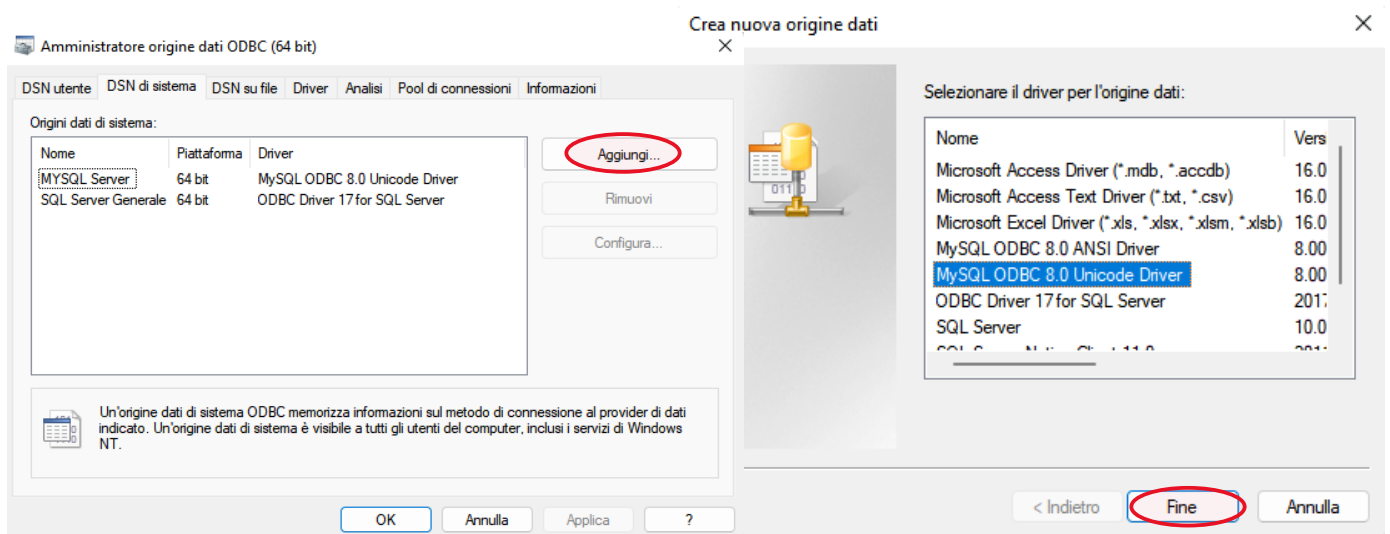 Amministratore origine dati ODBC (64 bit)
DSN utente DSN di sistema DSN su file Driver Analisi Pool di connessioni Informazioni
Origini dati di sistema:
Nome Piattaforma Driver
MYSQL Server 64 bit MySQL ODBC 8.0 Unicode Driver
SQL Server Generale 64 bit ODBC Driver 17 for SQL Server
Aggiungi...
Rimuovi
Configura...
Un'origine dati di sistema ODBC memorizza informazioni sul metodo di connessione al provider di dati
indicato. Un'origine dati di sistema è visibile a tutti gli utenti del computer, inclusi i servizi di Windows
NT.
OK Annulla Applica ?
Crea nuova origine dati
Selezionare il driver per l'origine dati:
Nome Vers
Microsoft Access Driver (*.mdb, *.accdb) 16.0
Microsoft Access Text Driver (*.txt, *.csv) 16.0
Microsoft Excel Driver (*.xls, *.xlsx, *.xlsm, *.xlsb) 16.0
MySQL ODBC 8.0 ANSI Driver 8.00
MySQL ODBC 8.0 Unicode Driver 8.00
ODBC Driver 17 for SQL Server 2017
SQL Server 10.0
< Indietro Fine Annulla